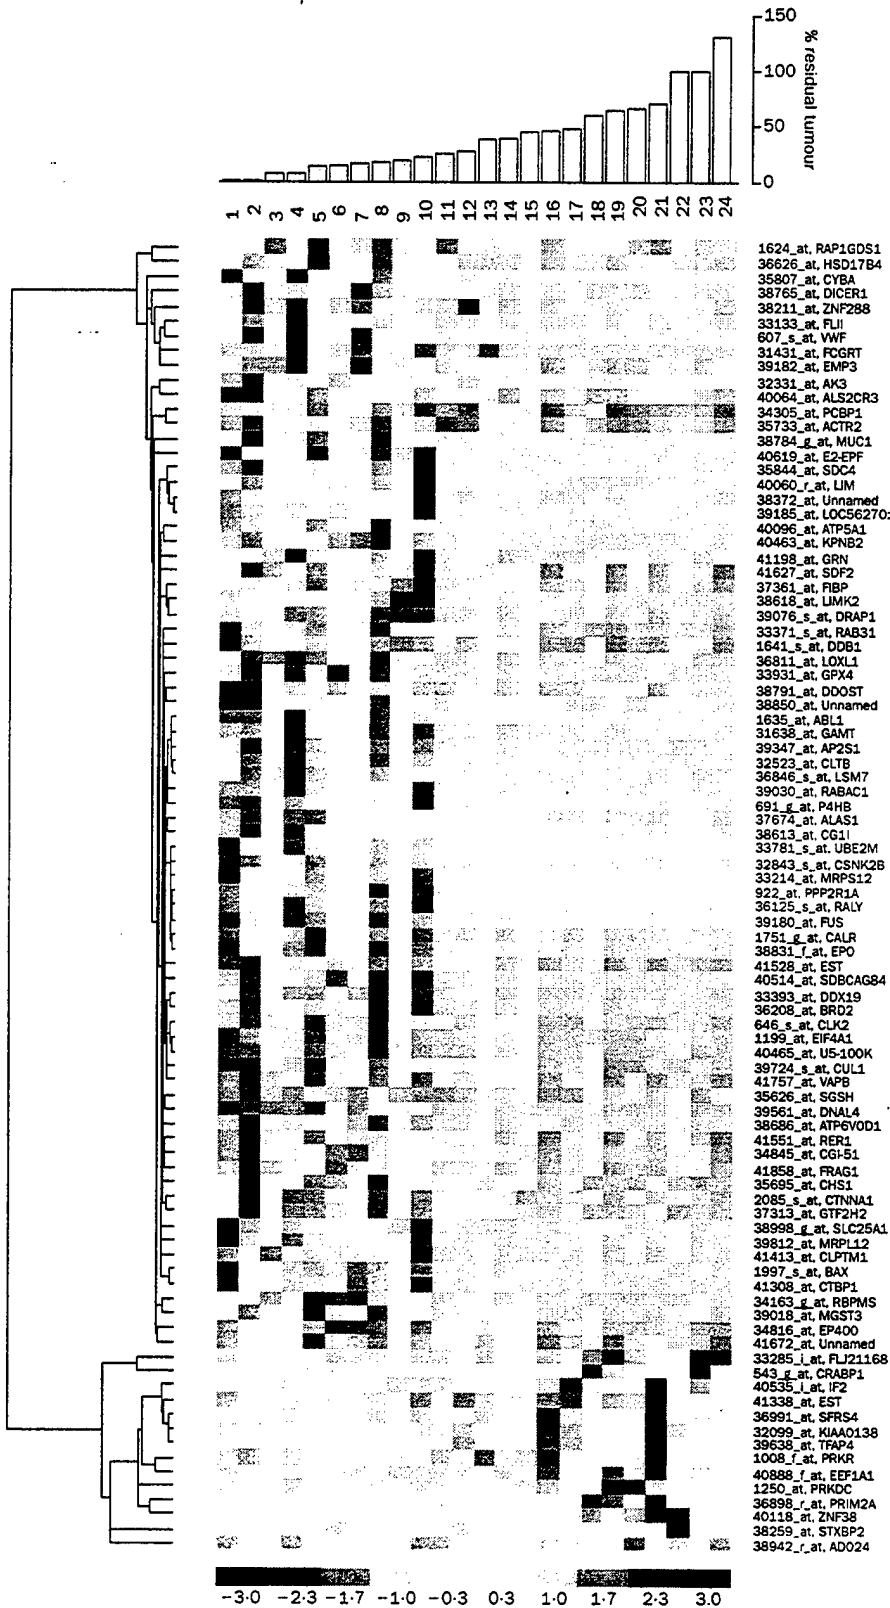 150
100
50
0
% residual tumour
1 2 3 4 5 6 7 8 9 10 11 12 13 14 15 16 17 18 19 20 21 22 23 24
1624_at, RAP1GDS1
36626_at, HSD17B4
35807_at, CYBA
38765_at, DICER1
38211_at, ZNF288
33133_at, FLII
607_s_at, VWF
31431_at, FCGRT
39182_at, EMP3
32331_at, AK3
40064_at, ALS2CR3
34305_at, PCBP1
35733_at, ACTR2
38784_g_at, MUC1
40619_at, E2-EPF
35844_at, SDC4
40060_r_at, LIM
38372_at, Unnamed
39185_at, LOC56270
40096_at, ATP5A1
40463_at, KPNB2
41198_at, GRN
41627_at, SDF2
37361_at, FIBP
38618_at, LIMK2
39076_s_at, DRAP1
33371_s_at, RAB31
1641_s_at, DDB1
36811_at, LOXL1
33931_at, GPX4
38791_at, DDOST
38850_at, Unnamed
1635_at, ABL1
31638_at, GAMT
39347_at, AP2S1
32523_at, CLTB
36846_s_at, LSM7
39030_at, RABAC1
691_g_at, P4HB
37674_at, ALAS1
38613_at, CG1I
33781_s_at, UBE2M
32843_s_at, CSNK2B
33214_at, MRPS12
922_at, PPP2R1A
36125_s_at, RALY
39180_at, FUS
1751_g_at, CALR
38831_f_at, EPO
41528_at, EST
40514_at, SDBCAG84
33393_at, DDX19
36208_at, BRD2
646_s_at, CLK2
1199_at, EIF4A1
40465_at, U5-100K
39724_s_at, CUL1
41757_at, VAPB
35626_at, SGSH
39561_at, DNAL4
38686_at, ATP6V0D1
41551_at, RER1
34845_at, CGI-51
41858_at, FRAG1
35695_at, CHS1
2085_s_at, CTNNA1
37313_at, GTF2H2
38998_g_at, SLC25A1
39812_at, MRPL12
41413_at, CLPTM1
1997_s_at, BAX
41308_at, CTBP1
34163_g_at, RBPMS
39018_at, MGST3
34816_at, EP400
41672_at, Unnamed
33285_i_at, FLJ21168
543_g_at, CRABP1
40535_i_at, IF2
41338_at, EST
36991_at, SFRS4
32099_at, KIAA0138
39638_at, TFAP4
1008_f_at, PRKR
40888_f_at, EEF1A1
1250_at, PRKDC
36898_r_at, PRIM2A
40118_at, ZNF38
38259_at, STXBP2
38942_r_at, ADO24
−3·0 −2·3 −1·7 −1·0 −0·3 0·3 1·0 1·7 2·3 3·0